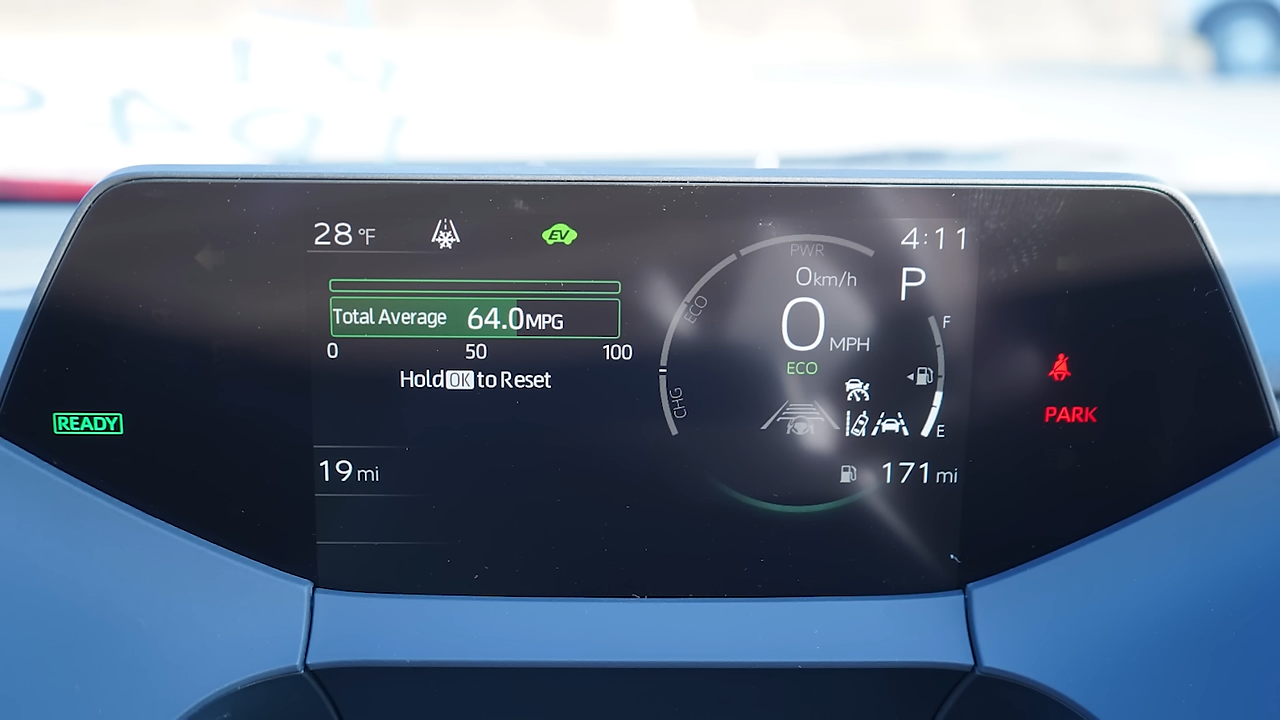 28 °F
EV
4:11
PWR
0 km/h
P
ECO
Total Average 64.0 MPG
0 MPH
F
0 50 100
ECO
Hold OK to Reset
CHG
READY
PARK
E
19 mi
171 mi